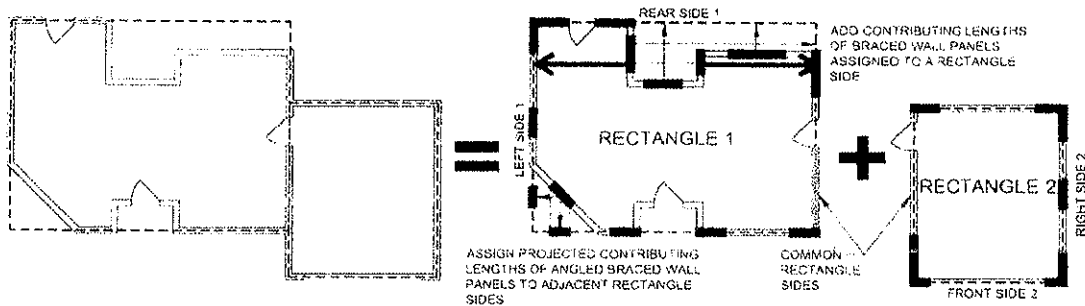 REAR SIDE 1
ADD CONTRIBUTING LENGTHS
OF BRACED WALL PANELS
ASSIGNED TO A RECTANGLE
SIDE
LEFT SIDE 1
RECTANGLE 1
RECTANGLE 2
RIGHT SIDE 2
ASSIGN PROJECTED CONTRIBUTING
LENGTHS OF ANGLED BRACED WALL
PANELS TO ADJACENT RECTANGLE
SIDES
COMMON
RECTANGLE
SIDES
FRONT SIDE 2